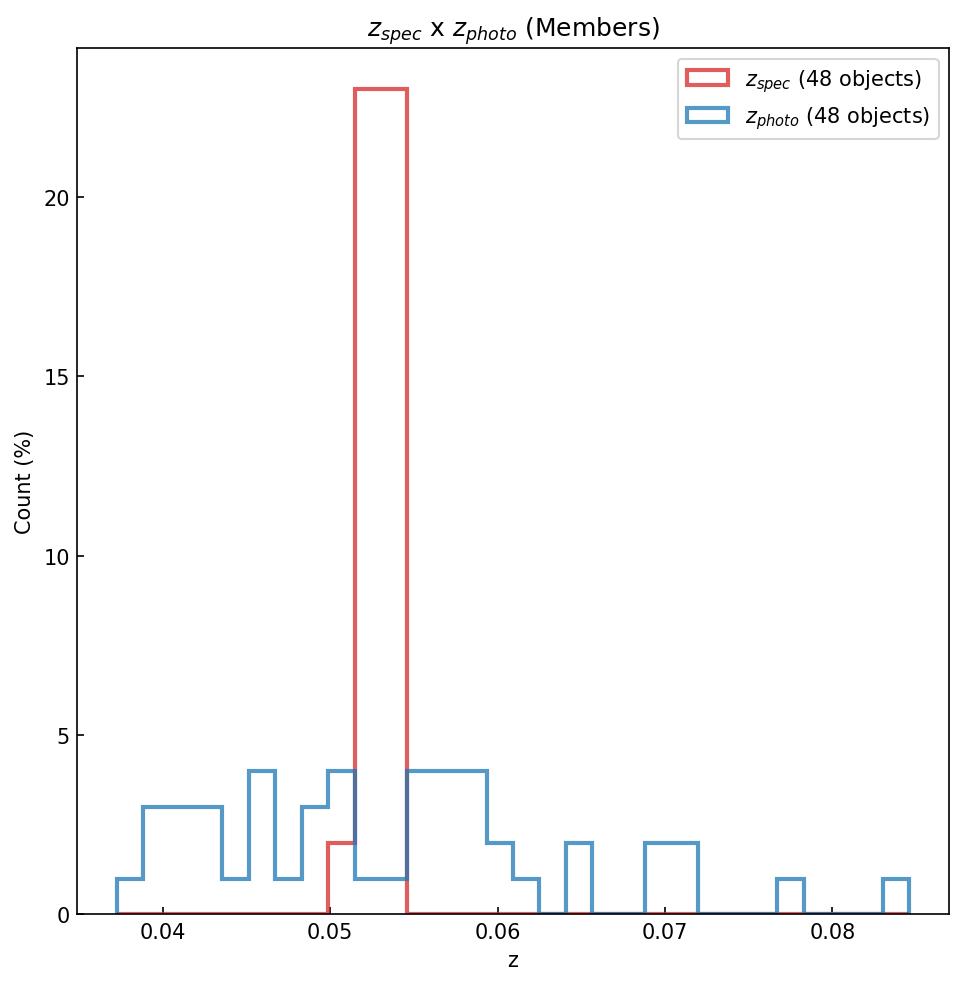 z_spec x z_photo (Members)
z_spec (48 objects)
z_photo (48 objects)
Count (%)
20
15
10
5
0
0.04 0.05 0.06 0.07 0.08
z